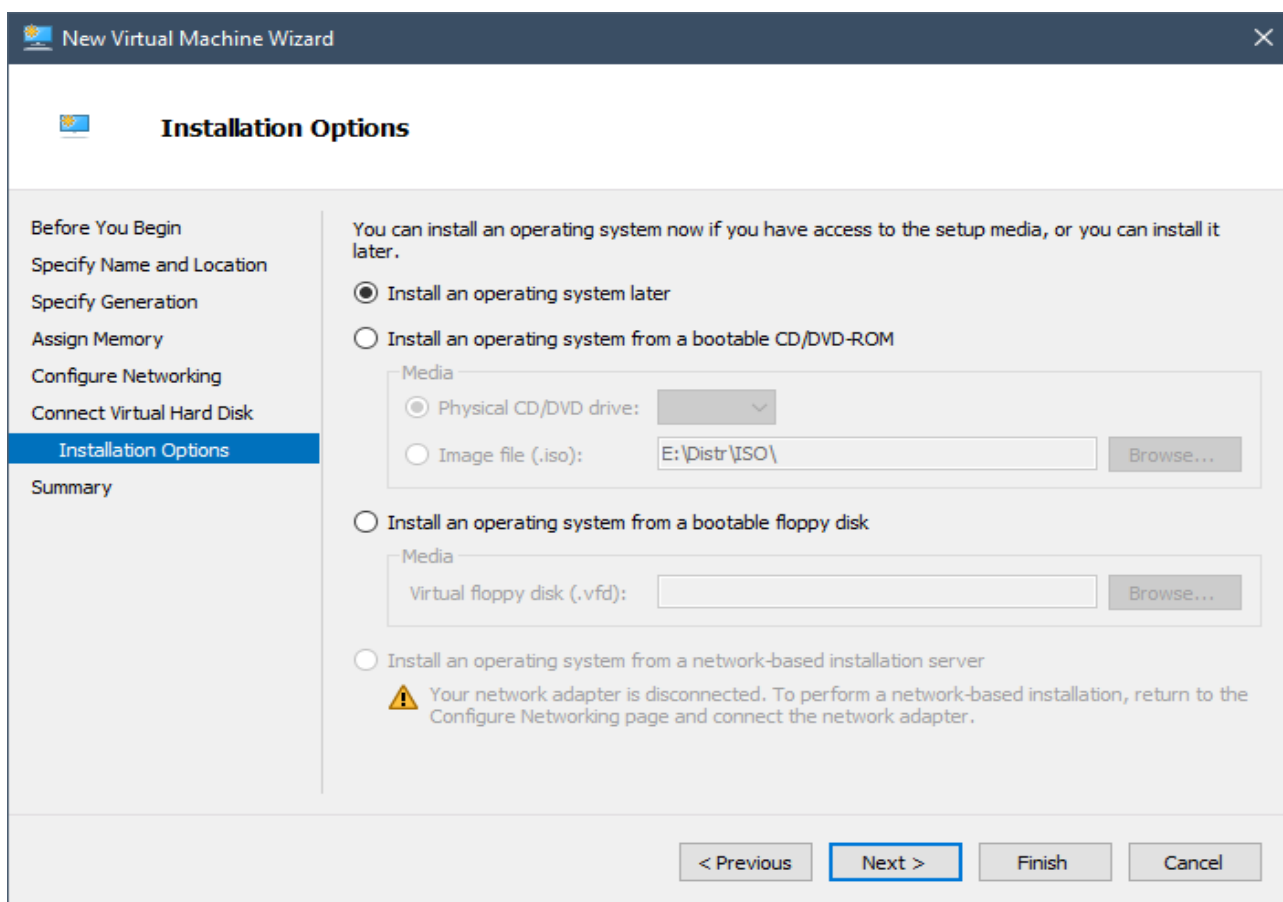 New Virtual Machine Wizard
Installation Options
Before You Begin
Specify Name and Location
Specify Generation
Assign Memory
Configure Networking
Connect Virtual Hard Disk
Installation Options
Summary
You can install an operating system now if you have access to the setup media, or you can install it
later.
Install an operating system later
Install an operating system from a bootable CD/DVD-ROM
Media
Physical CD/DVD drive:
Image file (.iso): E:\Distr\ISO\ Browse...
Install an operating system from a bootable floppy disk
Media
Virtual floppy disk (.vfd): Browse...
Install an operating system from a network-based installation server
Your network adapter is disconnected. To perform a network-based installation, return to the
Configure Networking page and connect the network adapter.
< Previous Next > Finish Cancel